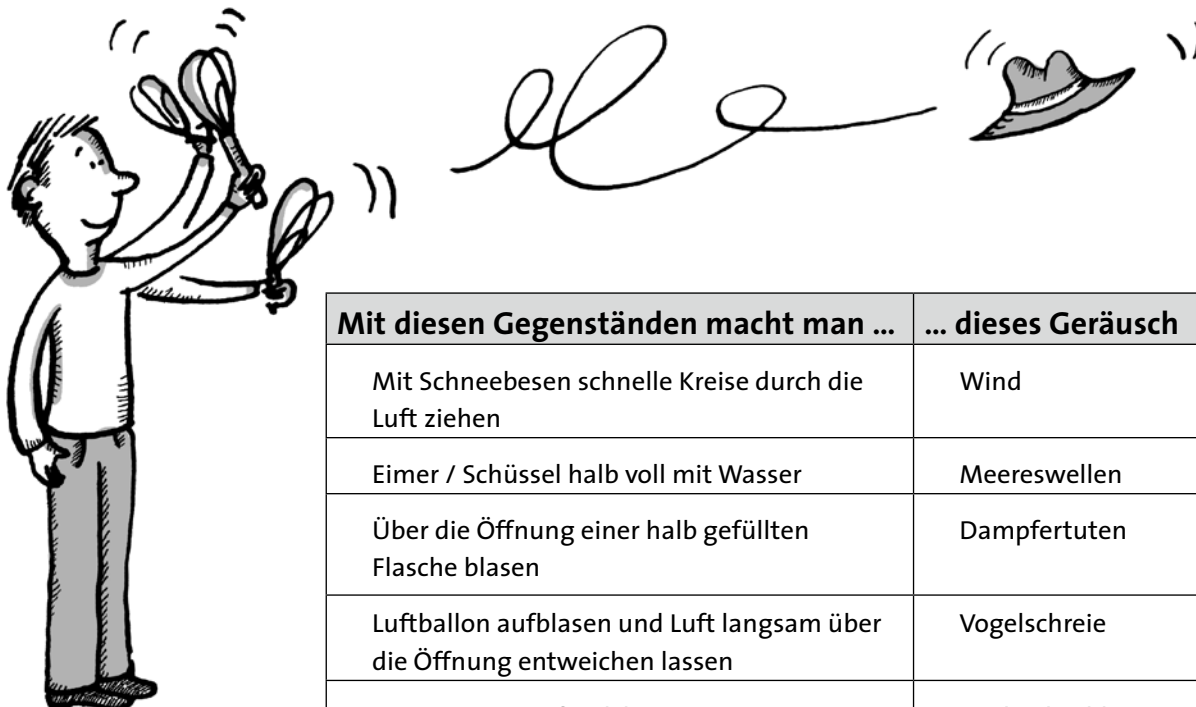 Mit diesen Gegenständen macht man ...
... dieses Geräusch
Mit Schneebesen schnelle Kreise durch die
Luft ziehen
Wind
Eimer / Schüssel halb voll mit Wasser
Meereswellen
Über die Öffnung einer halb gefüllten
Flasche blasen
Dampfertuten
Luftballon aufblasen und Luft langsam über
die Öffnung entweichen lassen
Vogelschreie